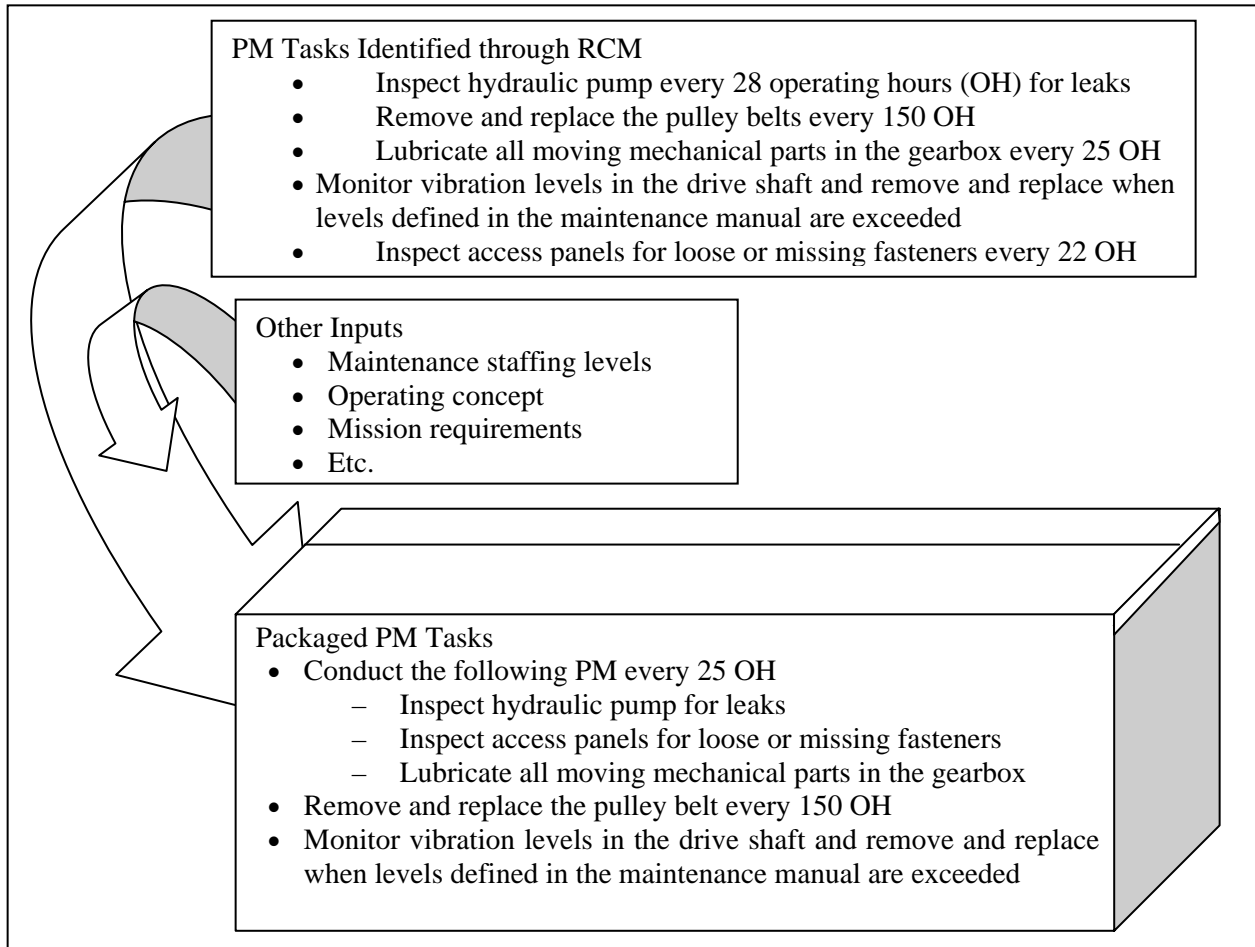 PM Tasks Identified through RCM
• Inspect hydraulic pump every 28 operating hours (OH) for leaks
• Remove and replace the pulley belts every 150 OH
• Lubricate all moving mechanical parts in the gearbox every 25 OH
• Monitor vibration levels in the drive shaft and remove and replace when
levels defined in the maintenance manual are exceeded
• Inspect access panels for loose or missing fasteners every 22 OH
Other Inputs
• Maintenance staffing levels
• Operating concept
• Mission requirements
• Etc.
Packaged PM Tasks
• Conduct the following PM every 25 OH
– Inspect hydraulic pump for leaks
– Inspect access panels for loose or missing fasteners
– Lubricate all moving mechanical parts in the gearbox
• Remove and replace the pulley belt every 150 OH
• Monitor vibration levels in the drive shaft and remove and replace
when levels defined in the maintenance manual are exceeded